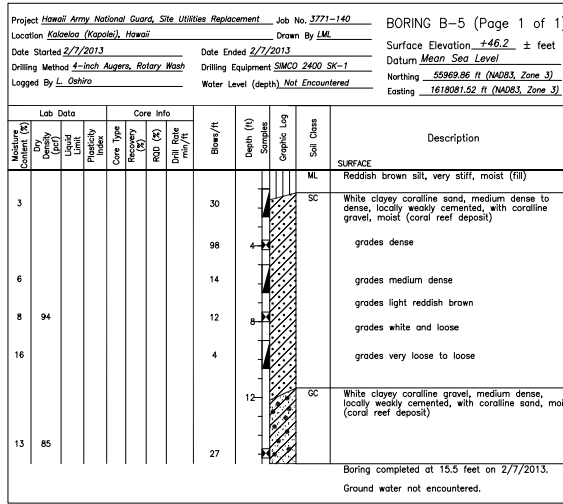 Project Hawaii Army National Guard, Site Utilities Replacement Job No. 3771-140
Location Kalaeloa (Kapolei), Hawaii Drawn By LML
Date Started 2/7/2013 Date Ended 2/7/2013
Drilling Method 4-inch Augers, Rotary Wash Drilling Equipment SIMCO 2400 SK-1
Logged By L. Oshiro Water Level (depth) Not Encountered
BORING B-5 (Page 1 of 1)
Surface Elevation +46.2 ± feet
Datum Mean Sea Level
Northing 55969.86 ft (NAD83, Zone 3)
Easting 1618081.52 ft (NAD83, Zone 3)
Lab Data Core Info
Moisture Content (%)
Dry Density (pcf)
Liquid Limit
Plasticity Index
Core Type
Recovery (%)
RQD (%)
Drill Rate min/ft
Blows/ft
Depth (ft)
Samples
Graphic Log
Soil Class
Description
SURFACE
ML Reddish brown silt, very stiff, moist (fill)
3 30 SC White clayey coralline sand, medium dense to
dense, locally weakly cemented, with coralline
gravel, moist (coral reef deposit)
98 4 grades dense
6 14 grades medium dense
grades light reddish brown
8 94 12 8
grades white and loose
16 4 grades very loose to loose
12 GC White clayey coralline gravel, medium dense,
locally weakly cemented, with coralline sand, moi
(coral reef deposit)
13 85 27
Boring completed at 15.5 feet on 2/7/2013.
Ground water not encountered.